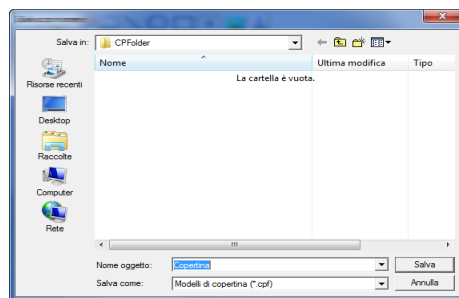 Salva in: CPFolder
Nome Ultima modifica Tipo
La cartella è vuota.
Risorse recenti
Desktop
Raccolte
Computer
Rete
Nome oggetto: Copertina Salva
Salva come: Modelli di copertina (*.cpf) Annulla